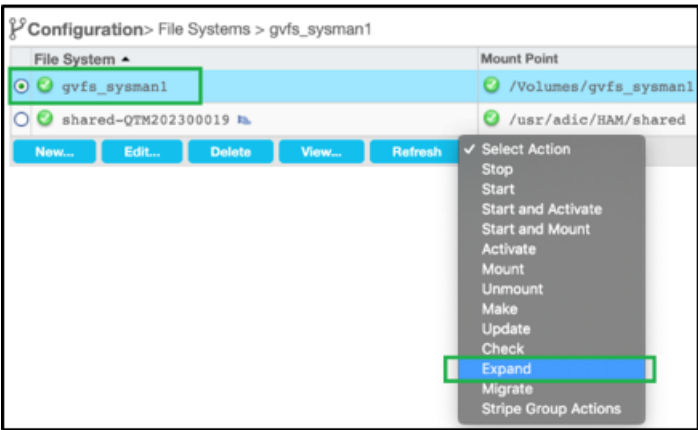 Configuration> File Systems > gvfs_sysman1
File System Mount Point
gvfs_sysman1 /Volumes/gvfs_sysman1
shared-QTM202300019 /usr/adic/HAM/shared
New... Edit... Delete View... Refresh ✓ Select Action
Stop
Start
Start and Activate
Start and Mount
Activate
Mount
Unmount
Make
Update
Check
Expand
Migrate
Stripe Group Actions